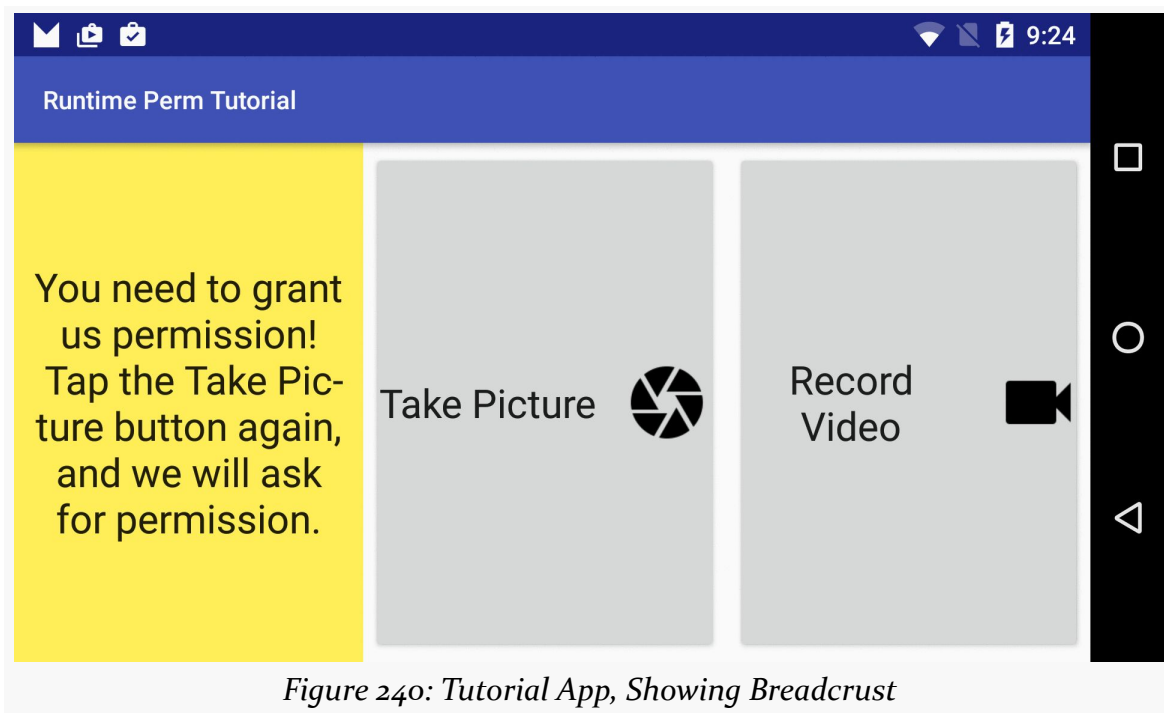 9:24
Runtime Perm Tutorial
You need to grant
us permission!
Tap the Take Pic-
ture button again,
and we will ask
for permission.
Take Picture
Record
Video
Figure 240: Tutorial App, Showing Breadcrust